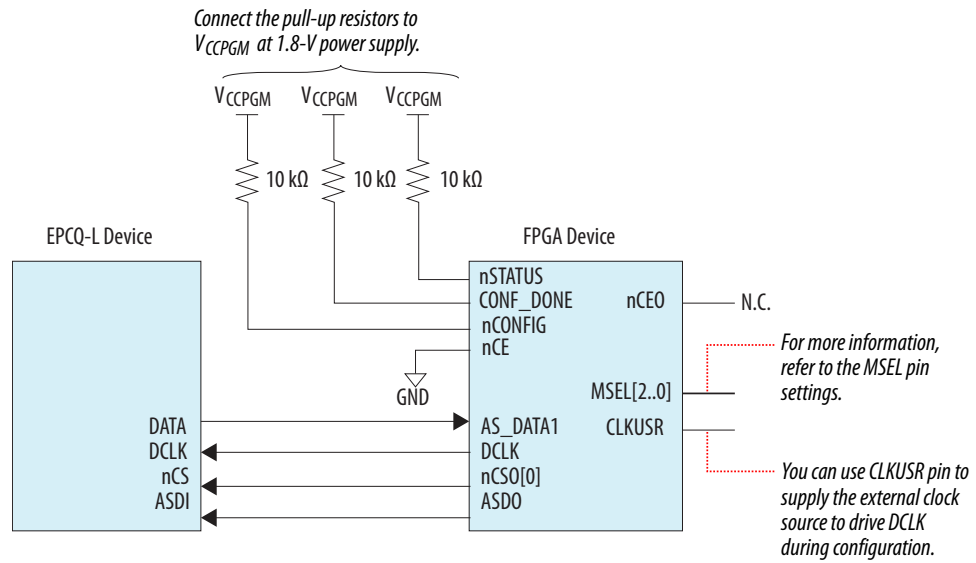 Connect the pull-up resistors to
VCCPGM at 1.8-V power supply.
VCCPGM VCCPGM VCCPGM
10 kΩ 10 kΩ 10 kΩ
EPCQ-L Device
FPGA Device
nSTATUS
CONF_DONE
nCONFIG
nCE
nCEO
N.C.
GND
For more information,
refer to the MSEL pin
settings.
MSEL[2..0]
CLKUSR
DATA
DCLK
nCS
ASDI
AS_DATA1
DCLK
nCSO[0]
ASDO
You can use CLKUSR pin to
supply the external clock
source to drive DCLK
during configuration.